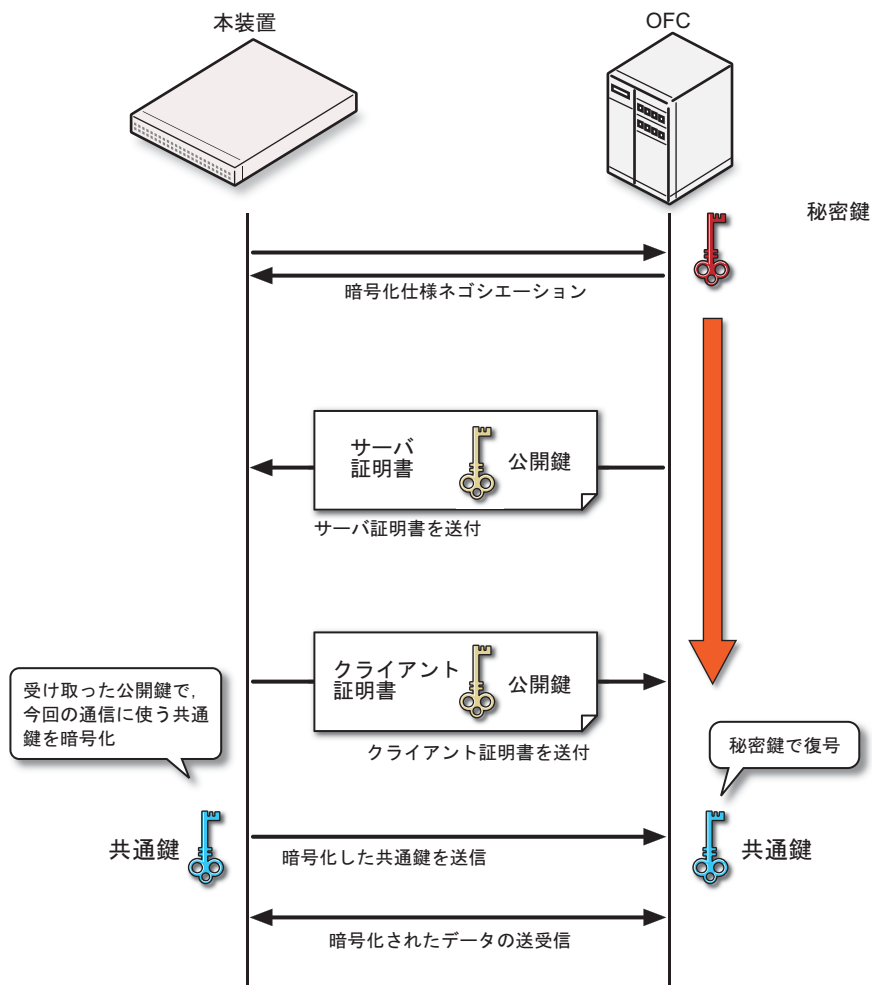 本装置
OFC
秘密鍵
暗号化仕様ネゴシエーション
サーバ
証明書
公開鍵
サーバ証明書を送付
クライアント
証明書
公開鍵
クライアント証明書を送付
受け取った公開鍵で,
今回の通信に使う共通
鍵を暗号化
秘密鍵で復号
共通鍵
暗号化した共通鍵を送信
共通鍵
暗号化されたデータの送受信